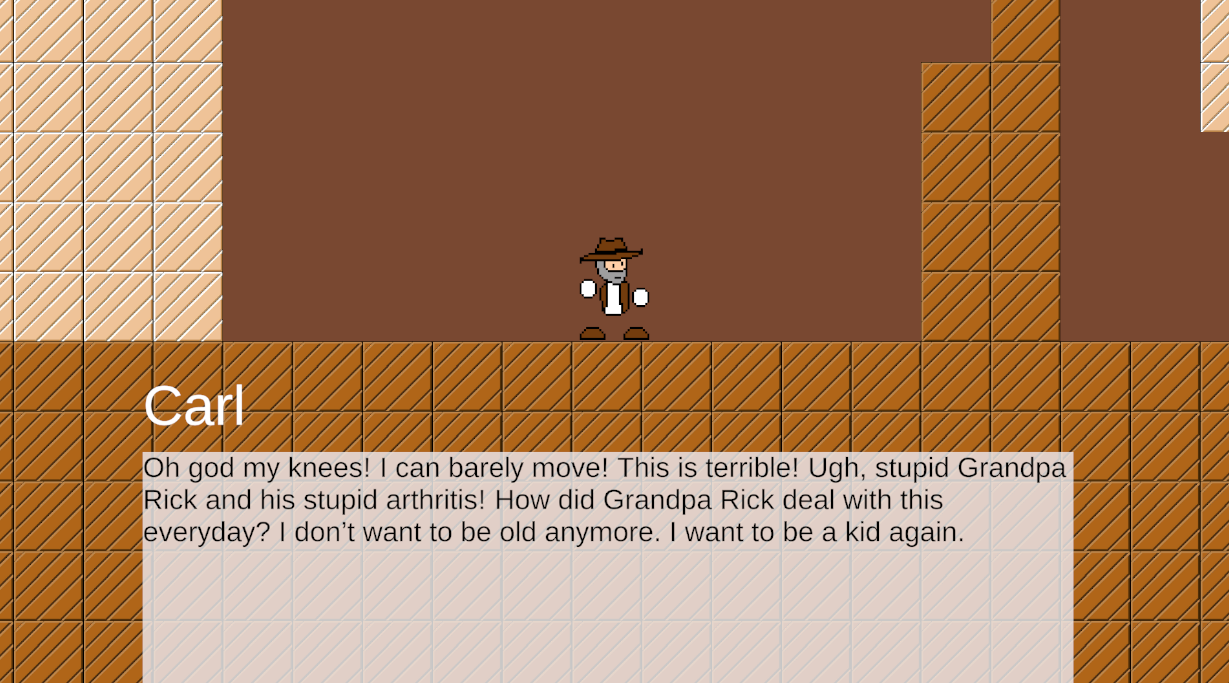 Carl
Oh god my knees! I can barely move! This is terrible! Ugh, stupid Grandpa
Rick and his stupid arthritis! How did Grandpa Rick deal with this
everyday? I don’t want to be old anymore. I want to be a kid again.